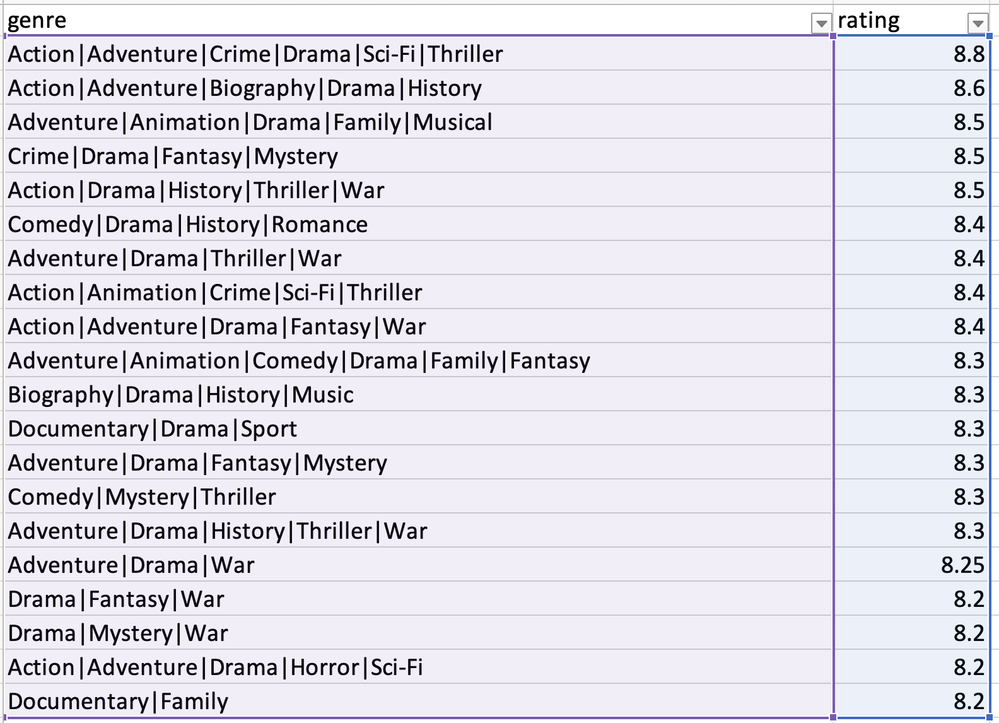 genre rating
Action|Adventure|Crime|Drama|Sci-Fi|Thriller 8.8
Action|Adventure|Biography|Drama|History 8.6
Adventure|Animation|Drama|Family|Musical 8.5
Crime|Drama|Fantasy|Mystery 8.5
Action|Drama|History|Thriller|War 8.5
Comedy|Drama|History|Romance 8.4
Adventure|Drama|Thriller|War 8.4
Action|Animation|Crime|Sci-Fi|Thriller 8.4
Action|Adventure|Drama|Fantasy|War 8.4
Adventure|Animation|Comedy|Drama|Family|Fantasy 8.3
Biography|Drama|History|Music 8.3
Documentary|Drama|Sport 8.3
Adventure|Drama|Fantasy|Mystery 8.3
Comedy|Mystery|Thriller 8.3
Adventure|Drama|History|Thriller|War 8.3
Adventure|Drama|War 8.25
Drama|Fantasy|War 8.2
Drama|Mystery|War 8.2
Action|Adventure|Drama|Horror|Sci-Fi 8.2
Documentary|Family 8.2